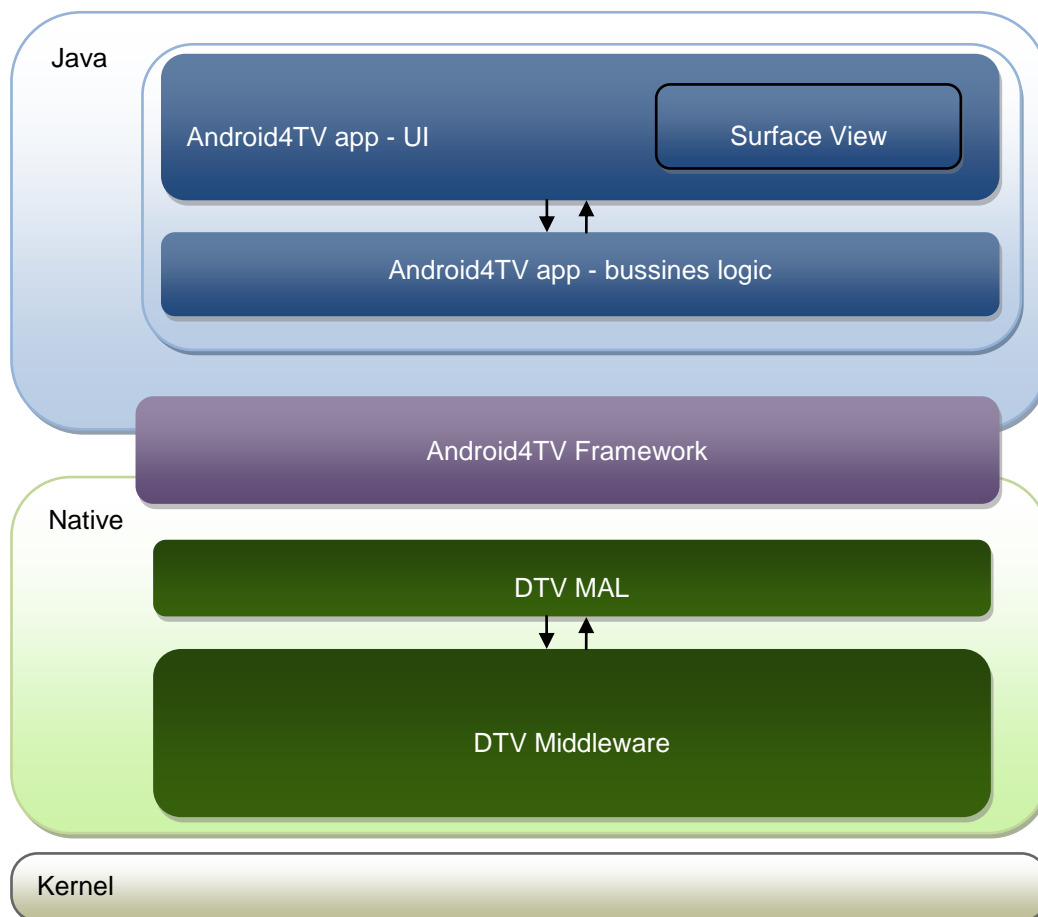 Java
Android4TV app - UI
Surface View
Android4TV app - bussines logic
Android4TV Framework
Native
DTV MAL
DTV Middleware
Kernel